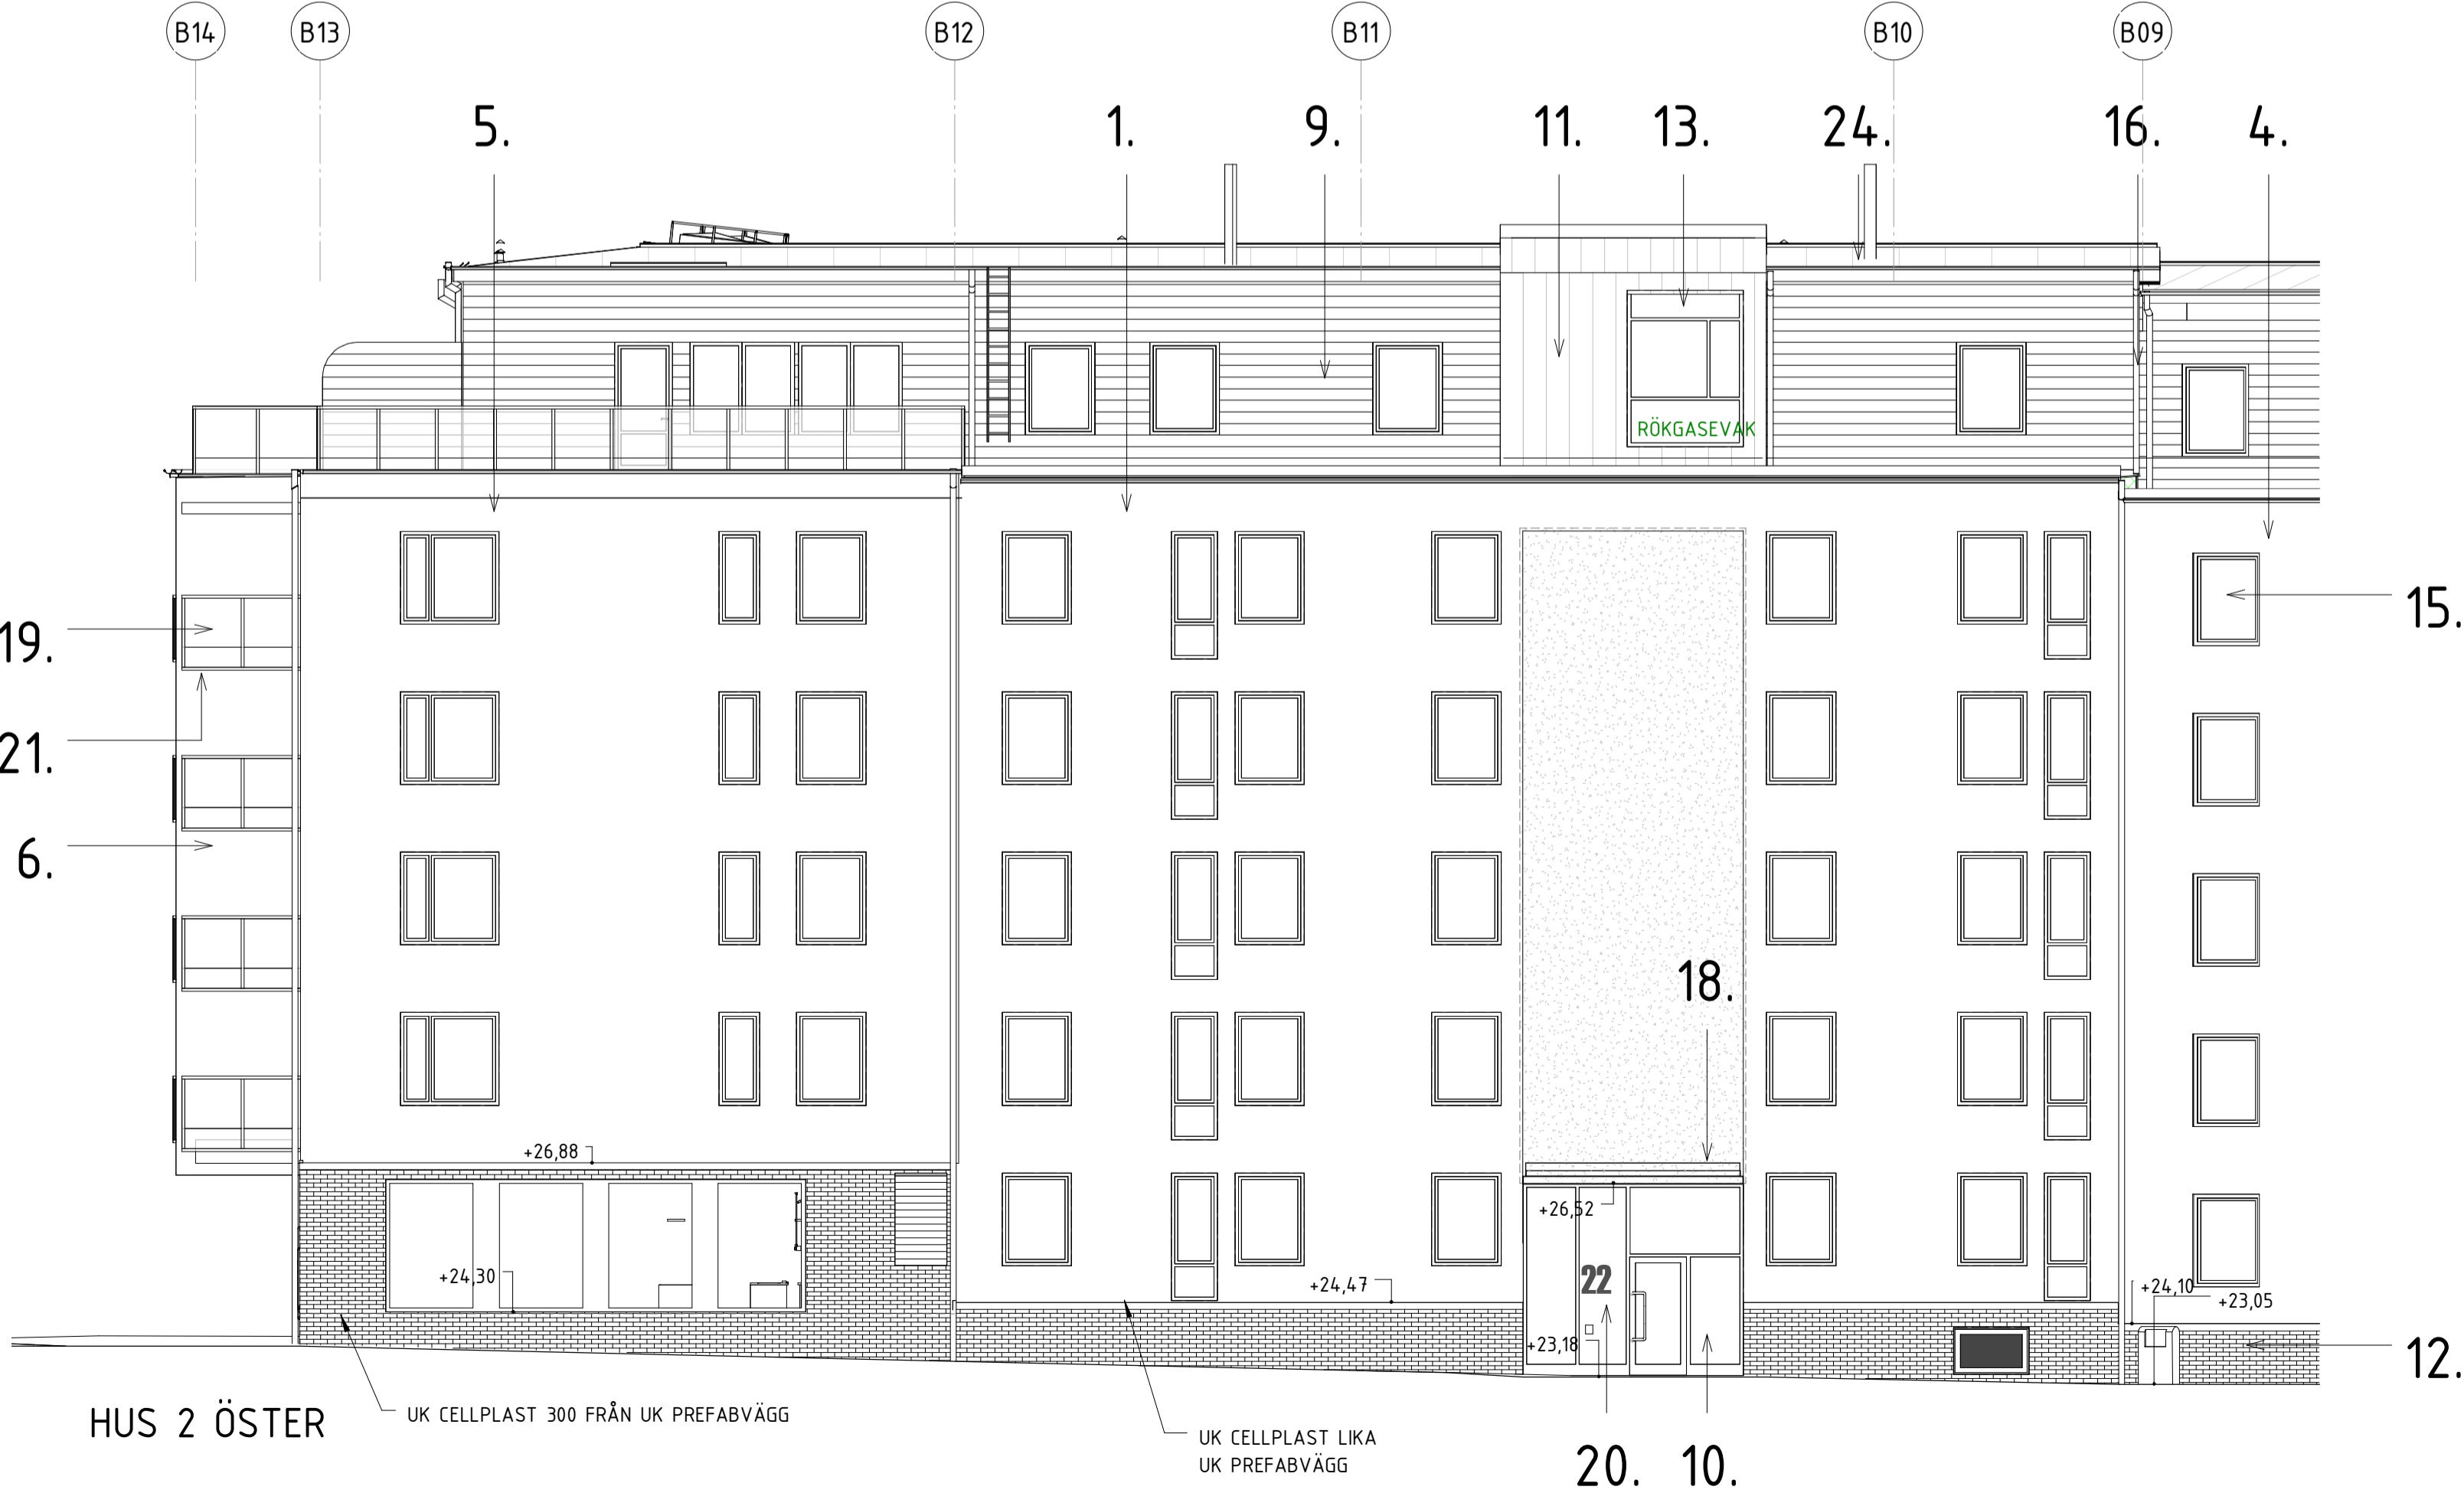 B14 B13 B12 B11 B10 B09
5. 1. 9. 11. 13. 24. 16. 4.
RÖKGASEVAK
19.
15.
21.
6.
18.
+26,88
+26,52
+24,30
22
+24,47
+24,10
+23,05
+23,18
12.
HUS 2 ÖSTER
UK CELLPLAST 300 FRÅN UK PREFABVÄGG
UK CELLPLAST LIKA
UK PREFABVÄGG
20. 10.